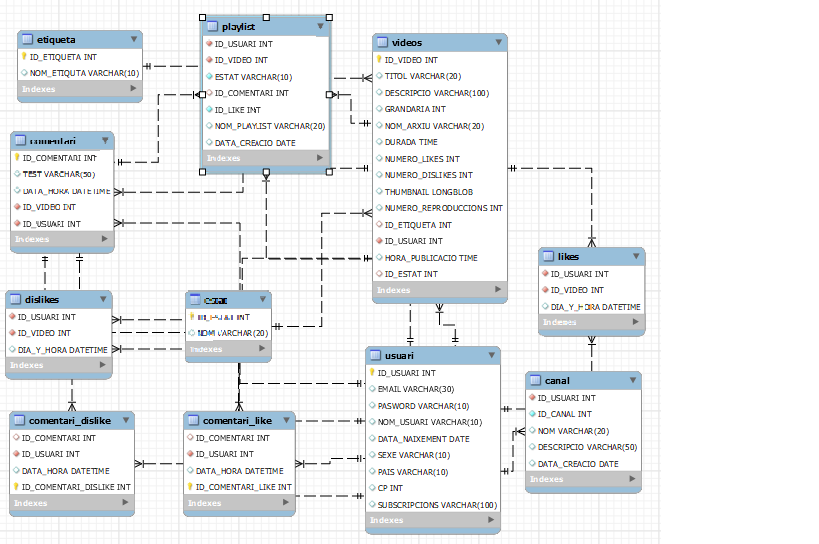 etiqueta
ID_ETIQUETA INT
NOM_ETIQUTA VARCHAR(10)
Indexes
playlist
ID_USUARI INT
ID_VIDEO INT
ESTAT VARCHAR(10)
ID_COMENTARI INT
ID_LIKE INT
NOM_PLAYLIST VARCHAR(20)
DATA_CREACIO DATE
Indexes
videos
ID_VIDEO INT
TITOL VARCHAR(20)
DESCRIPCIO VARCHAR(100)
GRANDARIA INT
NOM_ARXIU VARCHAR(20)
DURADA TIME
NUMERO_LIKES INT
NUMERO_DISLIKES INT
THUMBNAIL LONGBLOB
NUMERO_REPRODUCCIONS INT
ID_ETIQUETA INT
ID_USUARI INT
HORA_PUBLICACIO TIME
ID_ESTAT INT
Indexes
comentari
ID_COMENTARI INT
TEST VARCHAR(50)
DATA_HORA DATETIME
ID_VIDEO INT
ID_USUARI INT
Indexes
likes
ID_USUARI INT
ID_VIDEO INT
DIA_Y_HORA DATETIME
Indexes
dislikes
ID_USUARI INT
ID_VIDEO INT
DIA_Y_HORA DATETIME
Indexes
estat
ID_ESTAT INT
NOM VARCHAR(20)
Indexes
usuari
ID_USUARI INT
EMAIL VARCHAR(30)
PASWORD VARCHAR(10)
NOM_USUARI VARCHAR(10)
DATA_NAIXEMENT DATE
SEXE VARCHAR(10)
PAIS VARCHAR(10)
CP INT
SUBSCRIPCIONS VARCHAR(100)
Indexes
canal
ID_USUARI INT
ID_CANAL INT
NOM VARCHAR(20)
DESCRIPCIO VARCHAR(50)
DATA_CREACIO DATE
Indexes
comentari_dislike
ID_COMENTARI INT
ID_USUARI INT
DATA_HORA DATETIME
ID_COMENTARI_DISLIKE INT
Indexes
comentari_like
ID_COMENTARI INT
ID_USUARI INT
DATA_HORA DATETIME
ID_COMENTARI_LIKE INT
Indexes